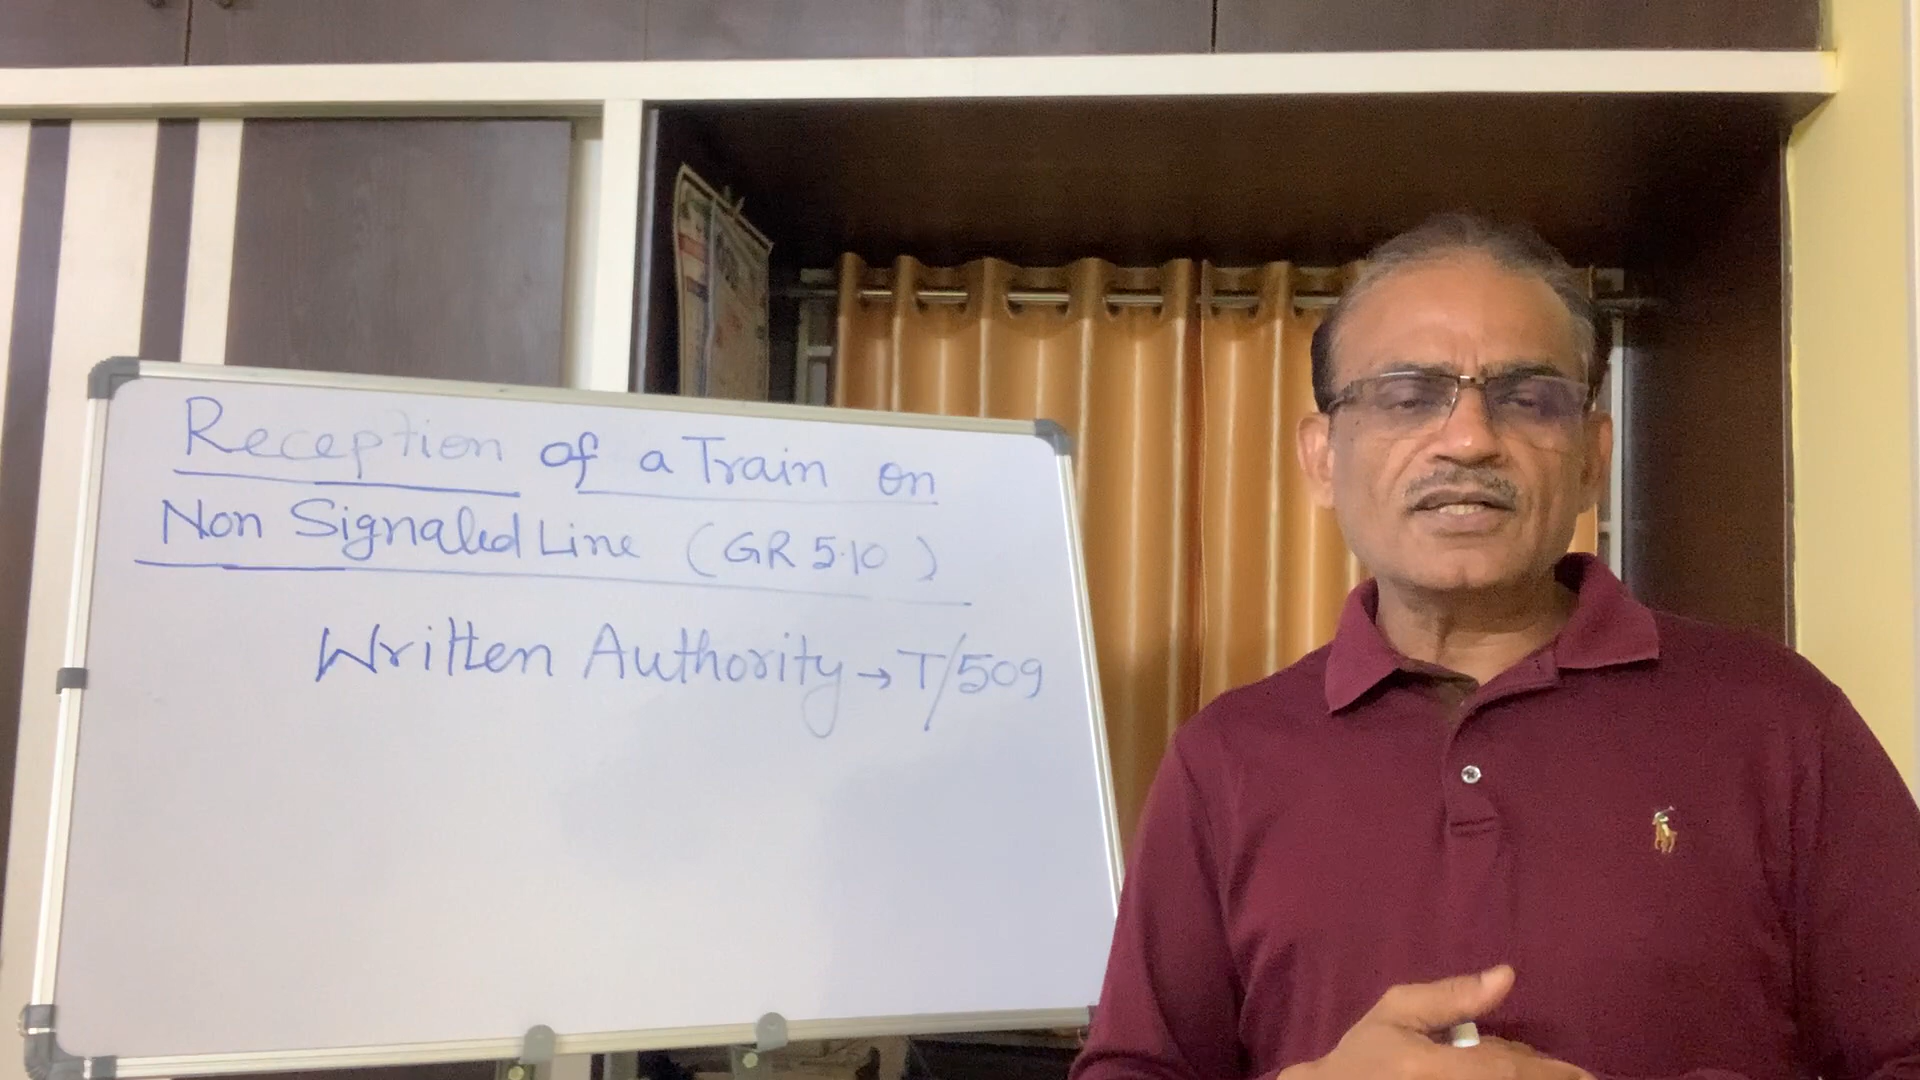 Reception of a Train on
Non Signaled Line (GR 5.10)
Written Authority → T/509